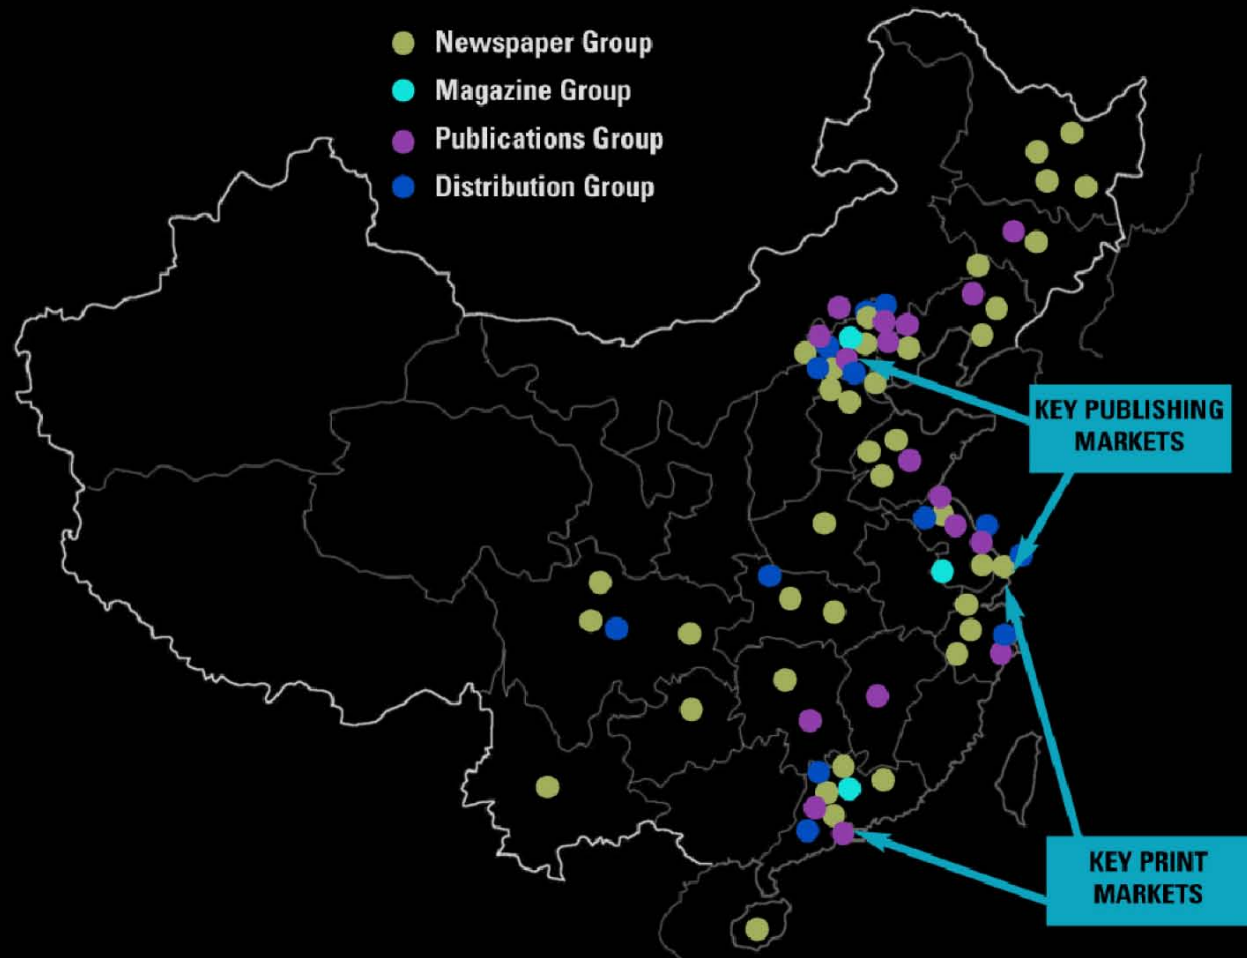 Newspaper Group
Magazine Group
Publications Group
Distribution Group
KEY PUBLISHING
MARKETS
KEY PRINT
MARKETS